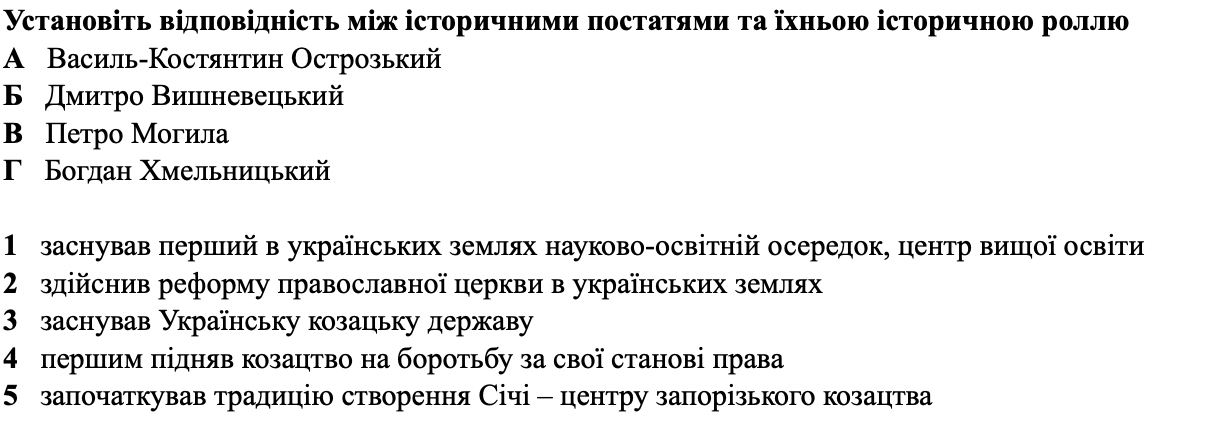 Установіть відповідність між історичними постатями та їхньою історичною роллю
А Василь-Костянтин Острозький
Б Дмитро Вишневецький
В Петро Могила
Г Богдан Хмельницький
1 заснував перший в українських землях науково-освітній осередок, центр вищої освіти
2 здійснив реформу православної церкви в українських землях
3 заснував Українську козацьку державу
4 першим підняв козацтво на боротьбу за свої станові права
5 започаткував традицію створення Січі – центру запорізького козацтва